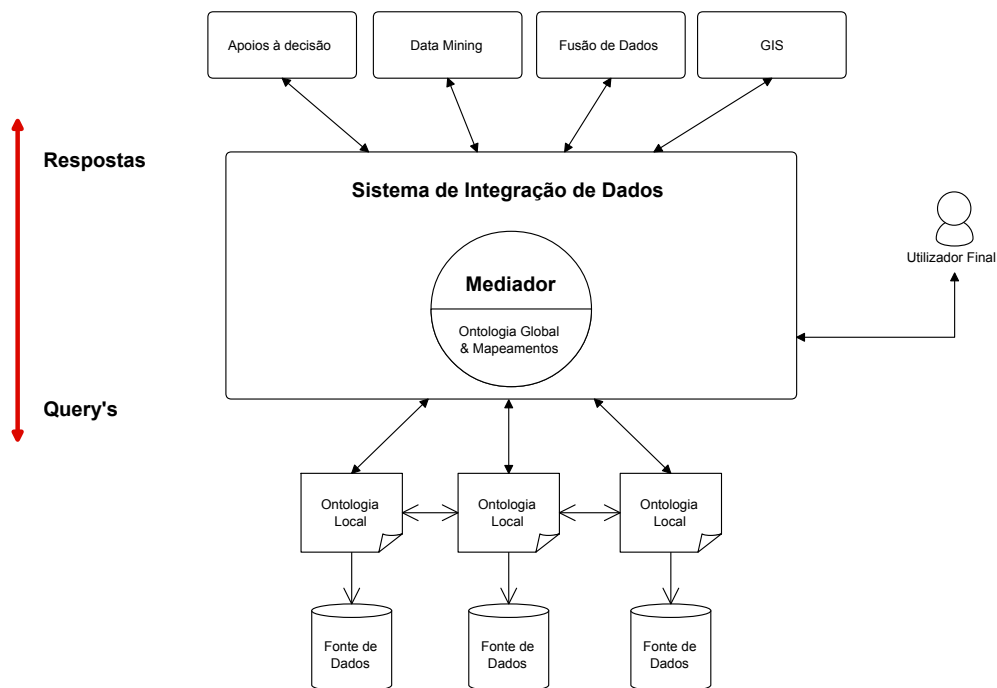 Apoios à decisão
Data Mining
Fusão de Dados
GIS
Respostas
Sistema de Integração de Dados
Utilizador Final
Mediador
Ontologia Global
& Mapeamentos
Query's
Ontologia
Local
Ontologia
Local
Ontologia
Local
Fonte de
Dados
Fonte de
Dados
Fonte de
Dados